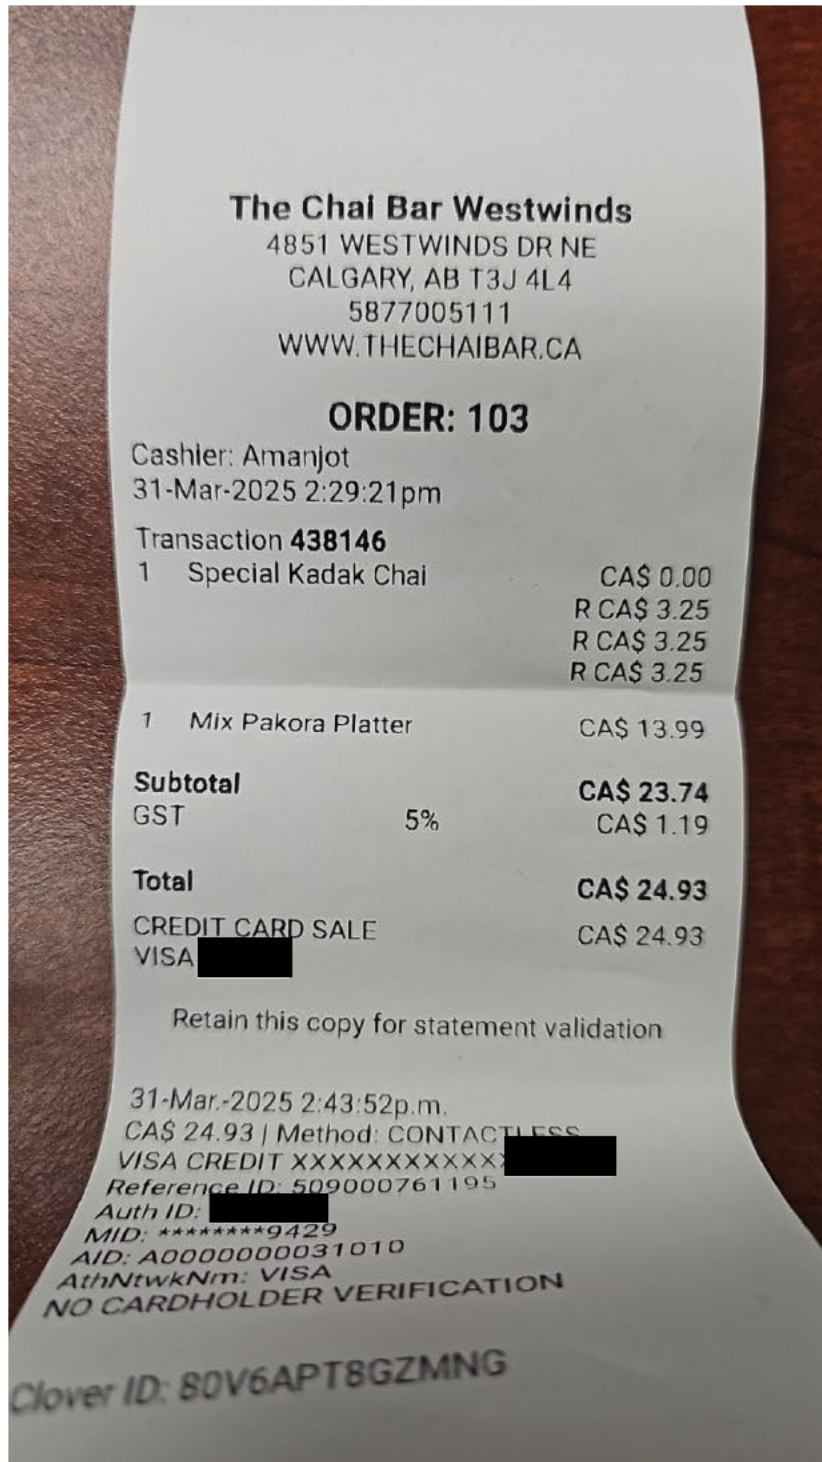 The Chai Bar Westwinds
4851 WESTWINDS DR NE
CALGARY, AB T3J 4L4
5877005111
WWW.THECHAIBAR.CA
ORDER: 103
Cashier: Amanjot
31-Mar-2025 2:29:21pm
Transaction 438146
1 Special Kadak Chai CA$ 0.00
R CA$ 3.25
R CA$ 3.25
R CA$ 3.25
1 Mix Pakora Platter CA$ 13.99
Subtotal CA$ 23.74
GST 5% CA$ 1.19
Total CA$ 24.93
CREDIT CARD SALE CA$ 24.93
VISA
Retain this copy for statement validation
31-Mar.-2025 2:43:52p.m.
CA$ 24.93 | Method: CONTACTLESS
VISA CREDIT XXXXXXXXXXXX
Reference ID: 509000761195
Auth ID:
MID: ********9429
AID: A0000000031010
AthNtwkNm: VISA
NO CARDHOLDER VERIFICATION
Clover ID: 8DV6APT8GZMNG